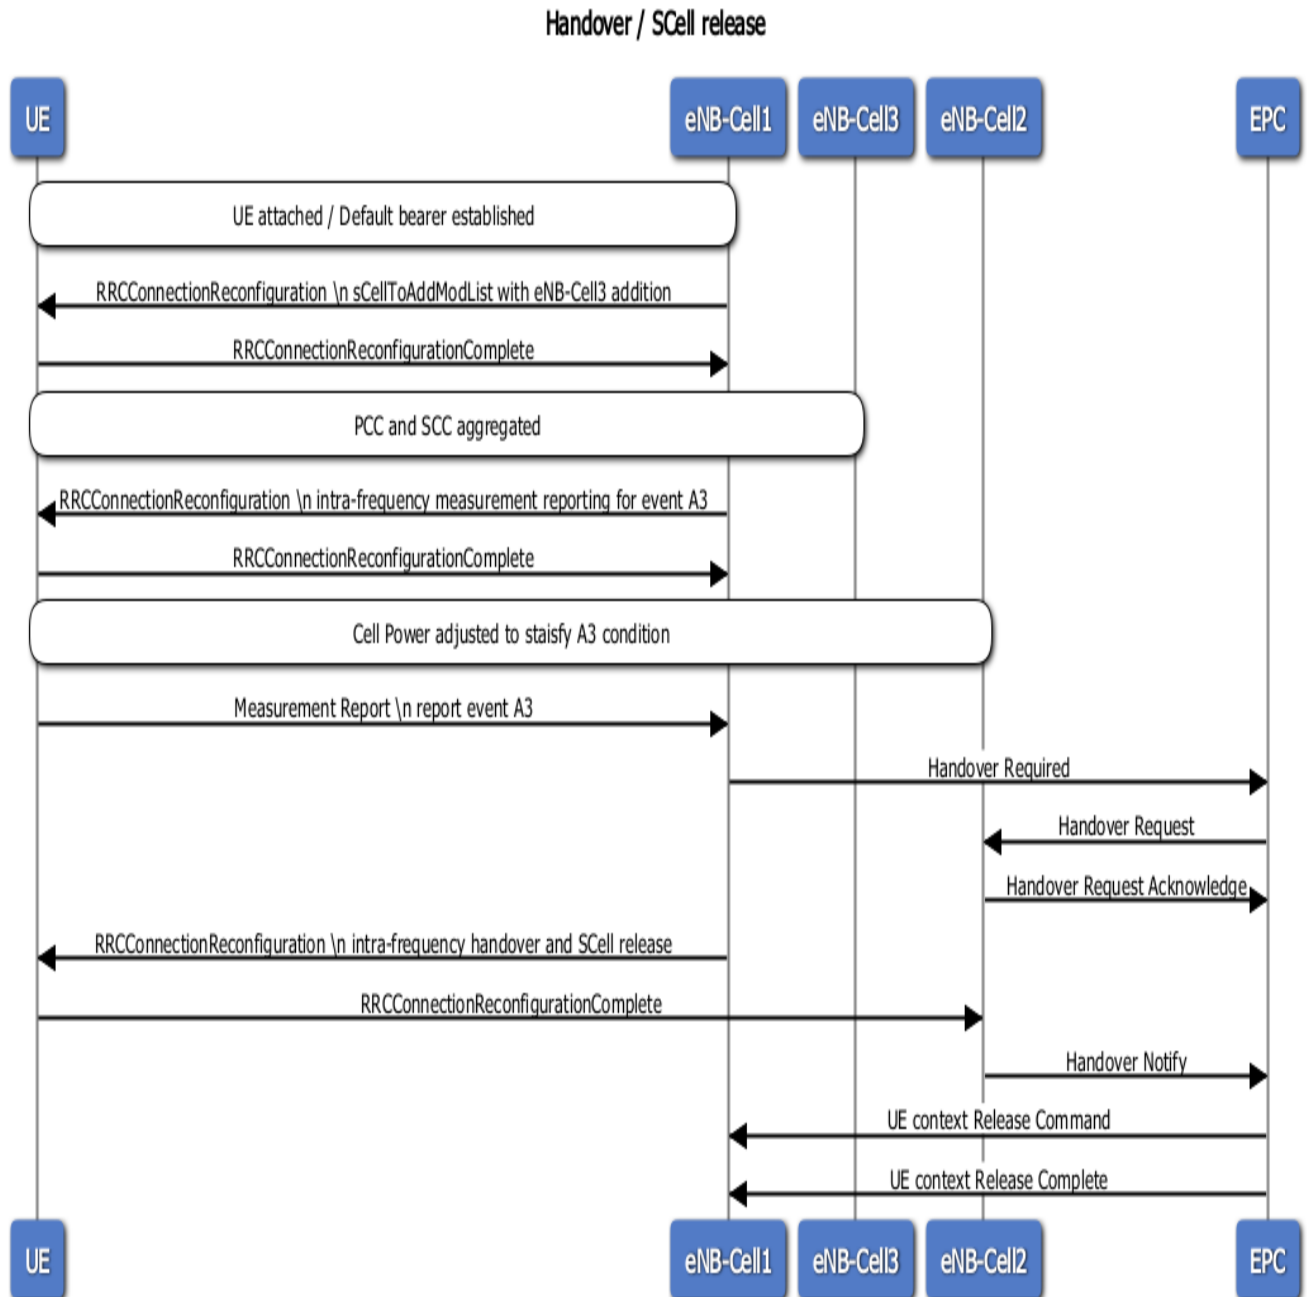 Handover / SCell release
UE eNB-Cell1 eNB-Cell3 eNB-Cell2 EPC
UE attached / Default bearer established
RRCConnectionReconfiguration \n sCellToAddModList with eNB-Cell3 addition
RRCConnectionReconfigurationComplete
PCC and SCC aggregated
RRCConnectionReconfiguration \n intra-frequency measurement reporting for event A3
RRCConnectionReconfigurationComplete
Cell Power adjusted to staisfy A3 condition
Measurement Report \n report event A3
Handover Required
Handover Request
Handover Request Acknowledge
RRCConnectionReconfiguration \n intra-frequency handover and SCell release
RRCConnectionReconfigurationComplete
Handover Notify
UE context Release Command
UE context Release Complete
UE eNB-Cell1 eNB-Cell3 eNB-Cell2 EPC